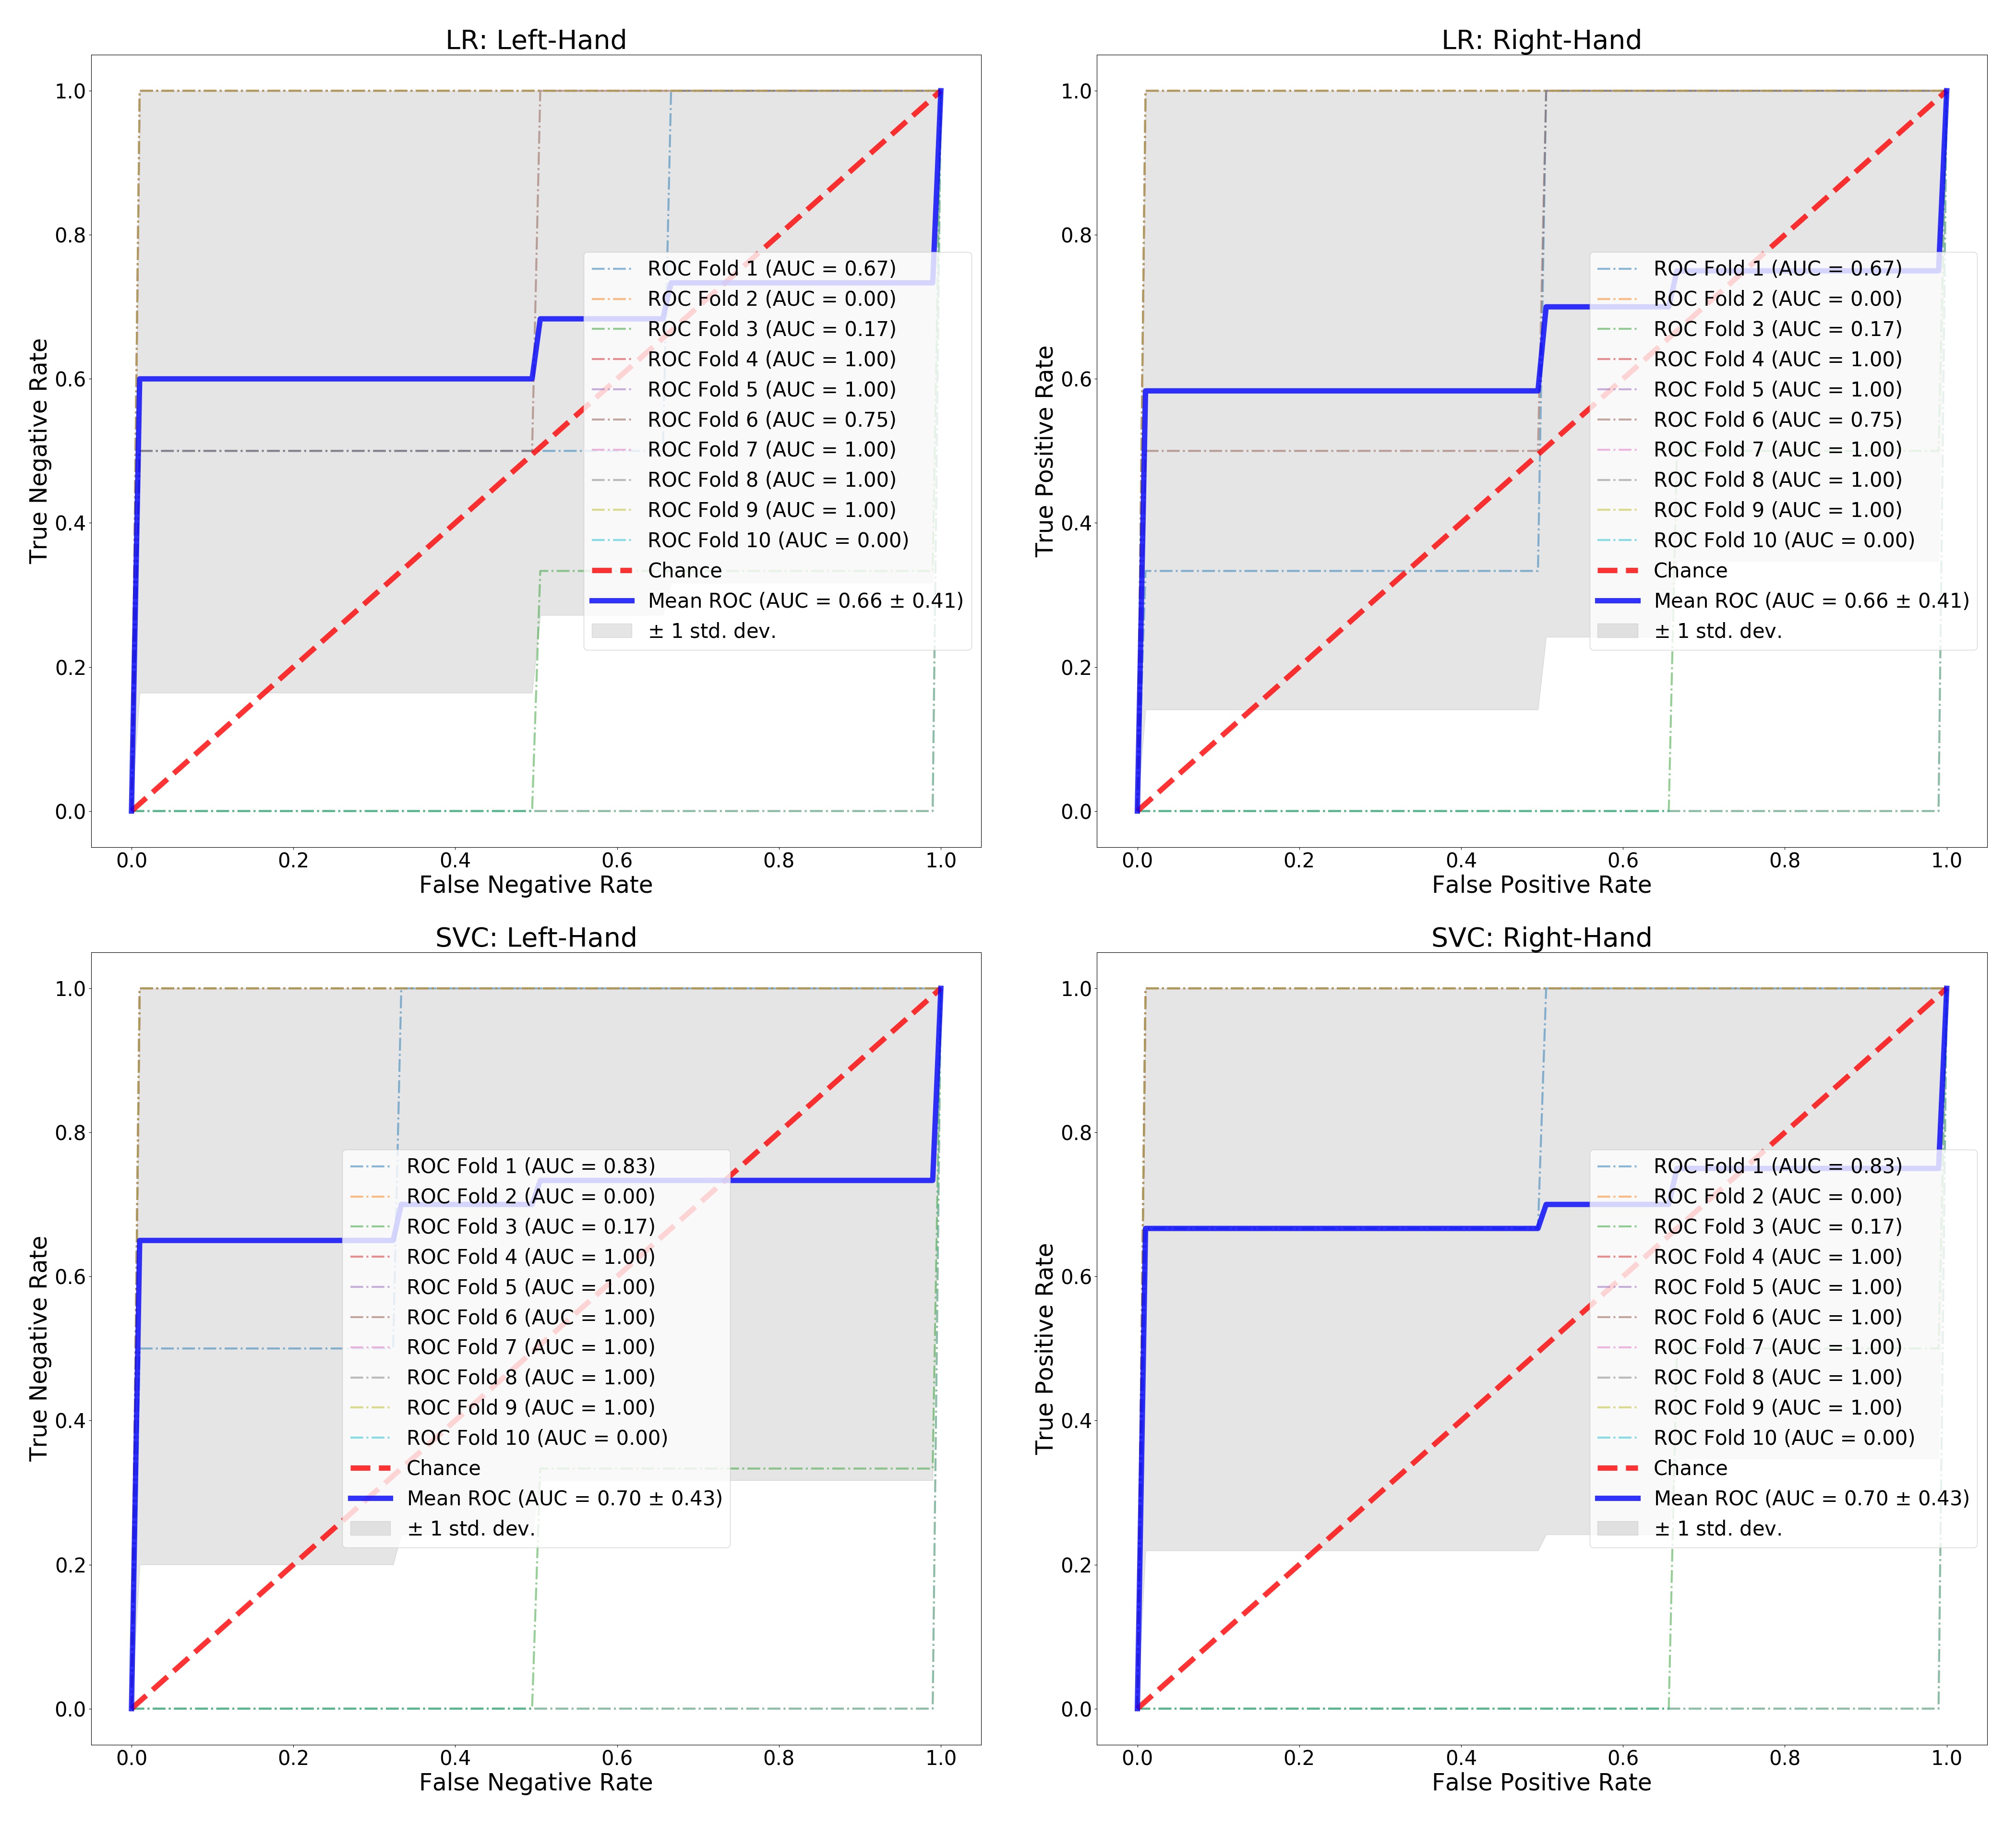 LR: Left-Hand
1.0
0.8
0.6
0.4
0.2
0.0
True Negative Rate
ROC Fold 1 (AUC = 0.67)
ROC Fold 2 (AUC = 0.00)
ROC Fold 3 (AUC = 0.17)
ROC Fold 4 (AUC = 1.00)
ROC Fold 5 (AUC = 1.00)
ROC Fold 6 (AUC = 0.75)
ROC Fold 7 (AUC = 1.00)
ROC Fold 8 (AUC = 1.00)
ROC Fold 9 (AUC = 1.00)
ROC Fold 10 (AUC = 0.00)
Chance
Mean ROC (AUC = 0.66 ± 0.41)
± 1 std. dev.
0.0 0.2 0.4 0.6 0.8 1.0
False Negative Rate
LR: Right-Hand
1.0
0.8
0.6
0.4
0.2
0.0
True Positive Rate
ROC Fold 1 (AUC = 0.67)
ROC Fold 2 (AUC = 0.00)
ROC Fold 3 (AUC = 0.17)
ROC Fold 4 (AUC = 1.00)
ROC Fold 5 (AUC = 1.00)
ROC Fold 6 (AUC = 0.75)
ROC Fold 7 (AUC = 1.00)
ROC Fold 8 (AUC = 1.00)
ROC Fold 9 (AUC = 1.00)
ROC Fold 10 (AUC = 0.00)
Chance
Mean ROC (AUC = 0.66 ± 0.41)
± 1 std. dev.
0.0 0.2 0.4 0.6 0.8 1.0
False Positive Rate
SVC: Left-Hand
1.0
0.8
0.6
0.4
0.2
0.0
True Negative Rate
ROC Fold 1 (AUC = 0.83)
ROC Fold 2 (AUC = 0.00)
ROC Fold 3 (AUC = 0.17)
ROC Fold 4 (AUC = 1.00)
ROC Fold 5 (AUC = 1.00)
ROC Fold 6 (AUC = 1.00)
ROC Fold 7 (AUC = 1.00)
ROC Fold 8 (AUC = 1.00)
ROC Fold 9 (AUC = 1.00)
ROC Fold 10 (AUC = 0.00)
Chance
Mean ROC (AUC = 0.70 ± 0.43)
± 1 std. dev.
0.0 0.2 0.4 0.6 0.8 1.0
False Negative Rate
SVC: Right-Hand
1.0
0.8
0.6
0.4
0.2
0.0
True Positive Rate
ROC Fold 1 (AUC = 0.83)
ROC Fold 2 (AUC = 0.00)
ROC Fold 3 (AUC = 0.17)
ROC Fold 4 (AUC = 1.00)
ROC Fold 5 (AUC = 1.00)
ROC Fold 6 (AUC = 1.00)
ROC Fold 7 (AUC = 1.00)
ROC Fold 8 (AUC = 1.00)
ROC Fold 9 (AUC = 1.00)
ROC Fold 10 (AUC = 0.00)
Chance
Mean ROC (AUC = 0.70 ± 0.43)
± 1 std. dev.
0.0 0.2 0.4 0.6 0.8 1.0
False Positive Rate